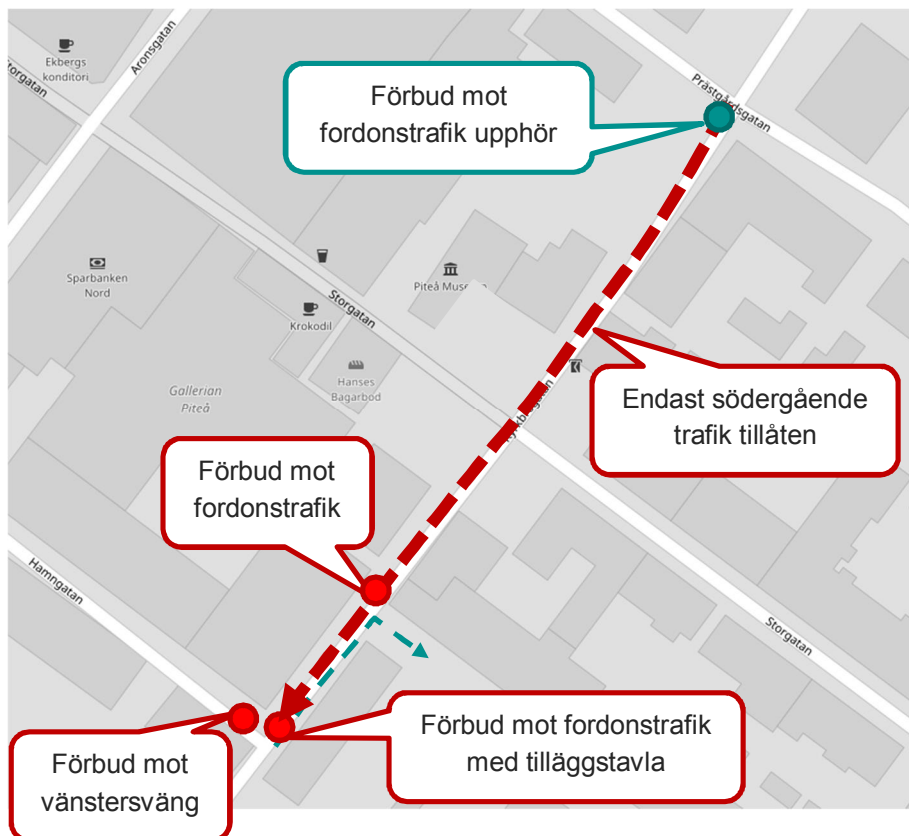 Ekbergs
konditori
Storgatan
Aronsgatan
Förbud mot
fordonstrafik upphör
Prästgårdsgatan
Sparbanken
Nord
Piteå
Krokodil
Storgatan
Hanses
Bagarbod
Gallerian
Piteå
Endast södergående
trafik tillåten
Förbud mot
fordonstrafik
Hamngatan
Storgatan
Förbud mot fordonstrafik
med tilläggstavla
Förbud mot
vänstersväng